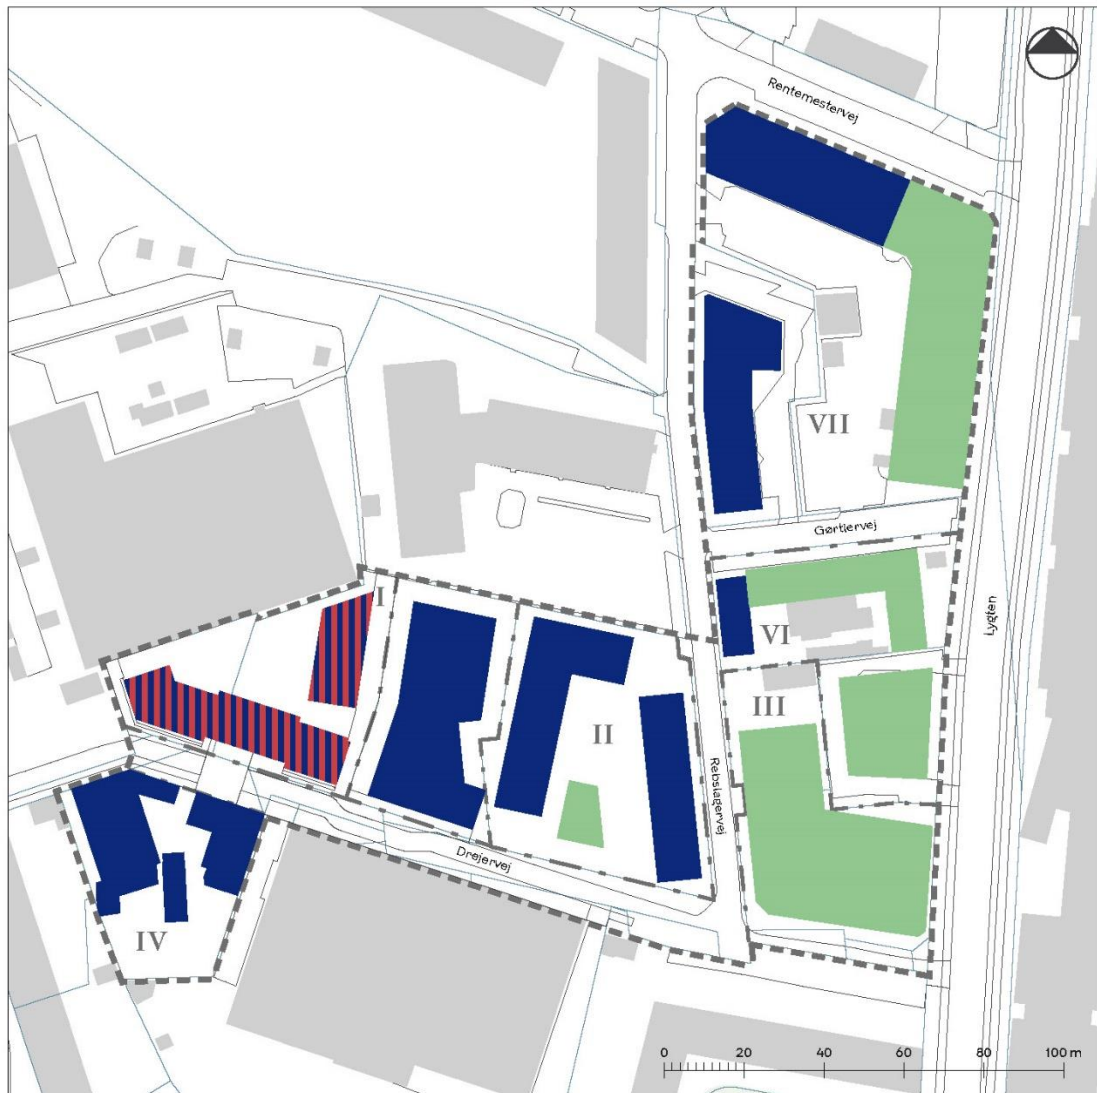 Rentemestervej
VII
Gørtlervej
Lygten
I
VI
III
II
Rebslagervej
Drejervej
IV
0 20 40 60 80 100 m